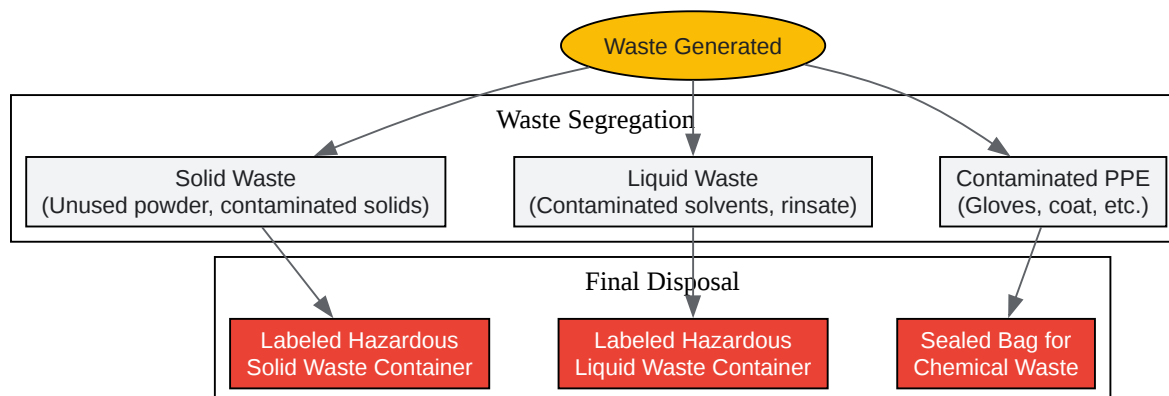 Waste Generated
Waste Segregation
Solid Waste
(Unused powder, contaminated solids)
Liquid Waste
(Contaminated solvents, rinsate)
Contaminated PPE
(Gloves, coat, etc.)
Final Disposal
Labeled Hazardous
Solid Waste Container
Labeled Hazardous
Liquid Waste Container
Sealed Bag for
Chemical Waste